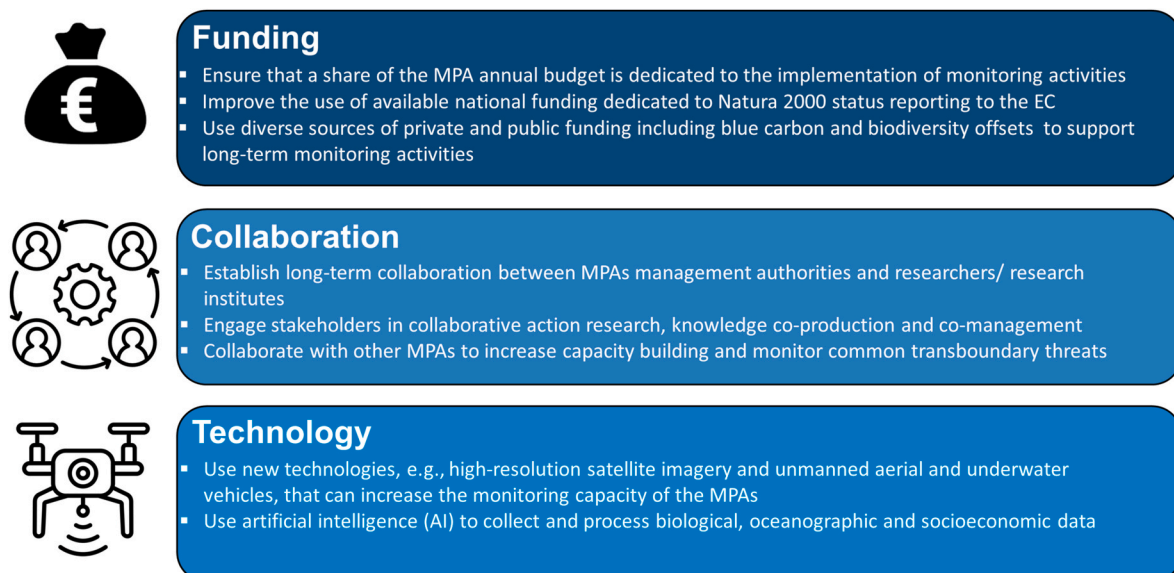 €
Funding
▪ Ensure that a share of the MPA annual budget is dedicated to the implementation of monitoring activities
▪ Improve the use of available national funding dedicated to Natura 2000 status reporting to the EC
▪ Use diverse sources of private and public funding including blue carbon and biodiversity offsets to support
long-term monitoring activities
Collaboration
▪ Establish long-term collaboration between MPAs management authorities and researchers/ research
institutes
▪ Engage stakeholders in collaborative action research, knowledge co-production and co-management
▪ Collaborate with other MPAs to increase capacity building and monitor common transboundary threats
Technology
▪ Use new technologies, e.g., high-resolution satellite imagery and unmanned aerial and underwater
vehicles, that can increase the monitoring capacity of the MPAs
▪ Use artificial intelligence (AI) to collect and process biological, oceanographic and socioeconomic data